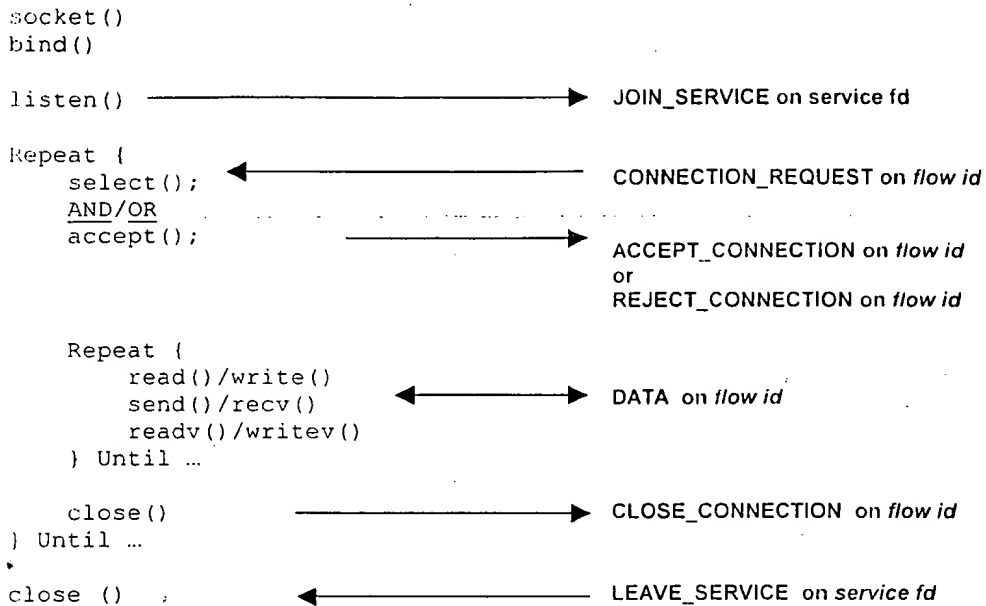 socket()
bind()
listen() JOIN_SERVICE on service fd
Repeat {
select(); CONNECTION_REQUEST on flow id
AND/OR
accept(); ACCEPT_CONNECTION on flow id
or
REJECT_CONNECTION on flow id
Repeat {
read()/write()
send()/recv() DATA on flow id
readv()/writev()
} Until …
close() CLOSE_CONNECTION on flow id
} Until …
close () ; LEAVE_SERVICE on service fd